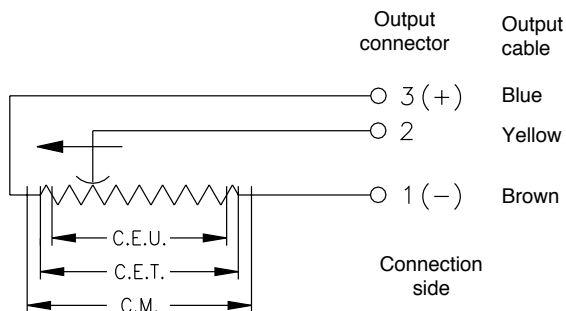 Output connector
Output cable
3 (+) Blue
2 Yellow
1 (−) Brown
C.E.U.
C.E.T.
C.M.
Connection side